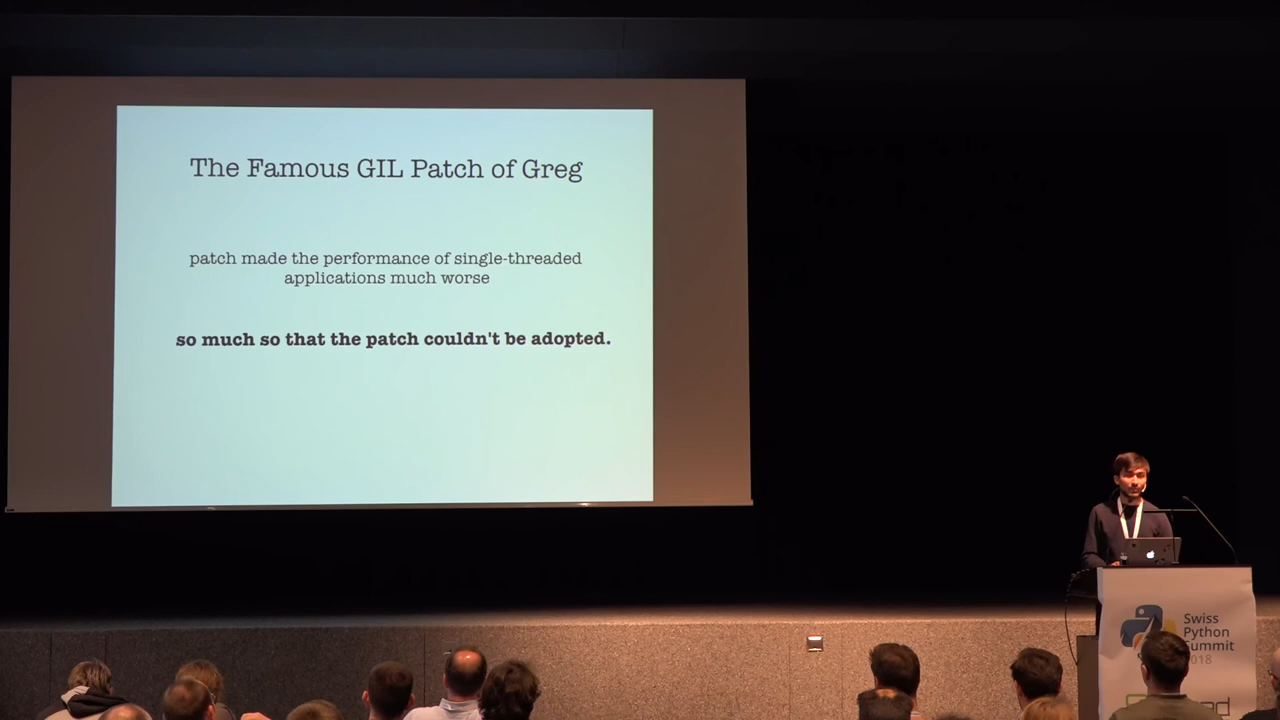 The Famous GIL Patch of Greg
patch made the performance of single-threaded
applications much worse
so much so that the patch couldn't be adopted.
Swiss
Python
Summit
2018